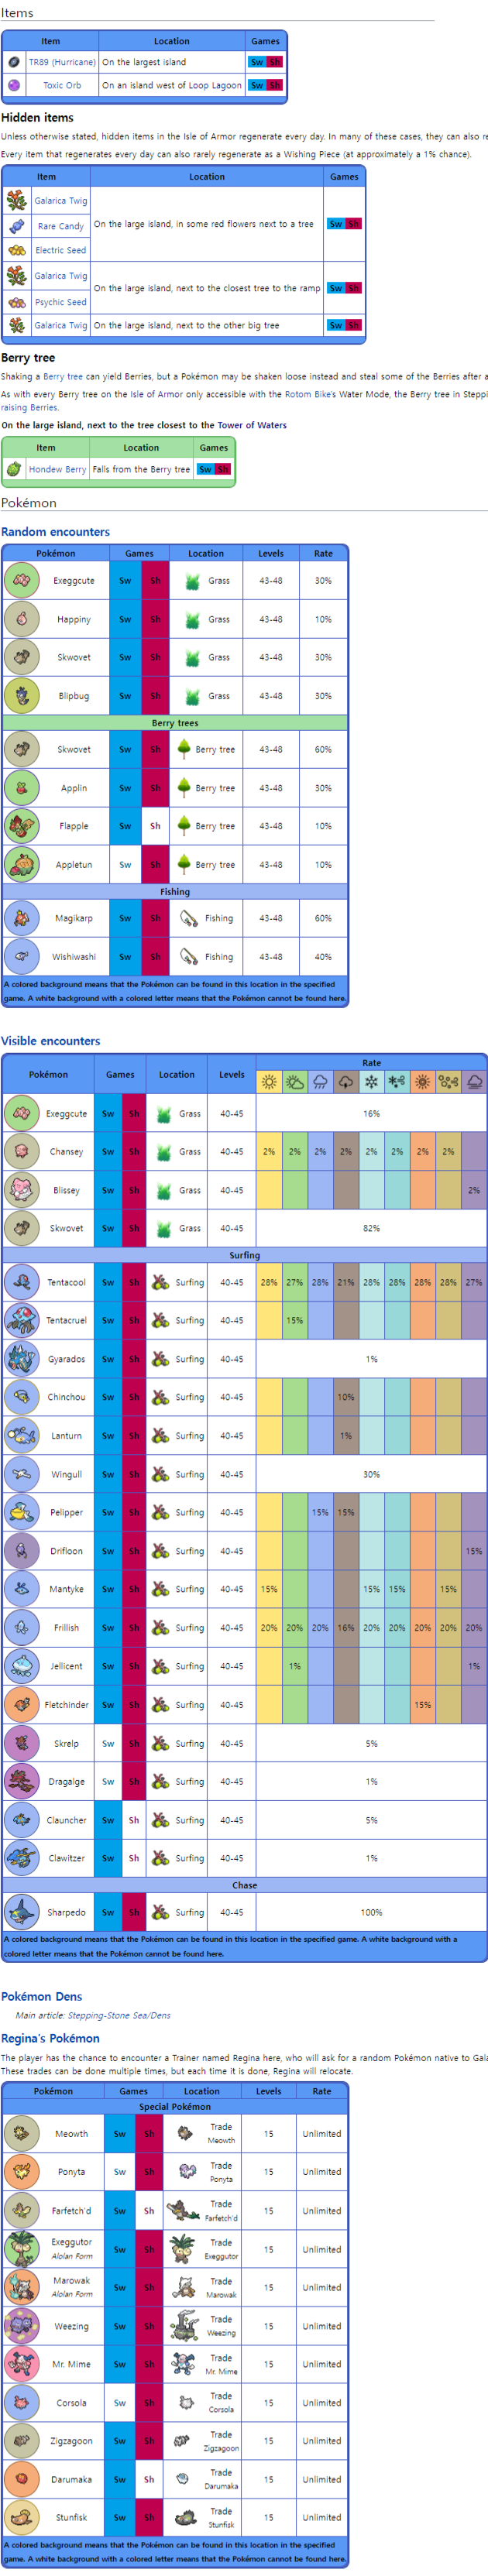 Items
Item Location Games
TR89 (Hurricane) On the largest island Sw Sh
Toxic Orb On an island west of Loop Lagoon Sw Sh
Hidden items
Unless otherwise stated, hidden items in the Isle of Armor regenerate every day. In many of these cases, they can also r
Every item that regenerates every day can also rarely regenerate as a Wishing Piece (at approximately a 1% chance).
Item Location Games
Galarica Twig
Rare Candy On the large island, in some red flowers next to a tree Sw Sh
Electric Seed
Galarica Twig
On the large island, next to the closest tree to the ramp Sw Sh
Psychic Seed
Galarica Twig On the large island, next to the other big tree Sw Sh
Berry tree
Shaking a Berry tree can yield Berries, but a Pokémon may be shaken loose instead and steal some of the Berries after a
As with every Berry tree on the Isle of Armor only accessible with the Rotom Bike's Water Mode, the Berry tree in Steppi
raising Berries.
On the large island, next to the tree closest to the Tower of Waters
Item Location Games
Hondew Berry Falls from the Berry tree Sw Sh
Pokémon
Random encounters
Pokémon Games Location Levels Rate
Exeggcute Sw Sh Grass 43-48 30%
Happiny Sw Sh Grass 43-48 10%
Skwovet Sw Sh Grass 43-48 30%
Blipbug Sw Sh Grass 43-48 30%
Berry trees
Skwovet Sw Sh Berry tree 43-48 60%
Applin Sw Sh Berry tree 43-48 30%
Flapple Sw Sh Berry tree 43-48 10%
Appletun Sw Sh Berry tree 43-48 10%
Fishing
Magikarp Sw Sh Fishing 43-48 60%
Wishiwashi Sw Sh Fishing 43-48 40%
A colored background means that the Pokémon can be found in this location in the specified
game. A white background with a colored letter means that the Pokémon cannot be found here.
Visible encounters
Pokémon Games Location Levels Rate
Exeggcute Sw Sh Grass 40-45 16%
Chansey Sw Sh Grass 40-45 2% 2% 2% 2% 2% 2% 2% 2%
Blissey Sw Sh Grass 40-45 2%
Skwovet Sw Sh Grass 40-45 82%
Surfing
Tentacool Sw Sh Surfing 40-45 28% 27% 28% 21% 28% 28% 28% 28% 27%
Tentacruel Sw Sh Surfing 40-45 15%
Gyarados Sw Sh Surfing 40-45 1%
Chinchou Sw Sh Surfing 40-45 10%
Lanturn Sw Sh Surfing 40-45 1%
Wingull Sw Sh Surfing 40-45 30%
Pelipper Sw Sh Surfing 40-45 15% 15%
Drifloon Sw Sh Surfing 40-45 15%
Mantyke Sw Sh Surfing 40-45 15% 15% 15% 15%
Frillish Sw Sh Surfing 40-45 20% 20% 20% 16% 20% 20% 20% 20% 20%
Jellicent Sw Sh Surfing 40-45 1% 1%
Fletchinder Sw Sh Surfing 40-45 15%
Skrelp Sw Sh Surfing 40-45 5%
Dragalge Sw Sh Surfing 40-45 1%
Clauncher Sw Sh Surfing 40-45 5%
Clawitzer Sw Sh Surfing 40-45 1%
Chase
Sharpedo Sw Sh Surfing 40-45 100%
A colored background means that the Pokémon can be found in this location in the specified game. A white background with a
colored letter means that the Pokémon cannot be found here.
Pokémon Dens
Main article: Stepping-Stone Sea/Dens
Regina's Pokémon
The player has the chance to encounter a Trainer named Regina here, who will ask for a random Pokémon native to Gala
These trades can be done multiple times, but each time it is done, Regina will relocate.
Pokémon Games Location Levels Rate
Special Pokémon
Meowth Sw Sh Trade Meowth 15 Unlimited
Ponyta Sw Sh Trade Ponyta 15 Unlimited
Farfetch'd Sw Sh Trade Farfetch'd 15 Unlimited
Exeggutor Alolan Form Sw Sh Trade Exeggutor 15 Unlimited
Marowak Alolan Form Sw Sh Trade Marowak 15 Unlimited
Weezing Sw Sh Trade Weezing 15 Unlimited
Mr. Mime Sw Sh Trade Mr. Mime 15 Unlimited
Corsola Sw Sh Trade Corsola 15 Unlimited
Zigzagoon Sw Sh Trade Zigzagoon 15 Unlimited
Darumaka Sw Sh Trade Darumaka 15 Unlimited
Stunfisk Sw Sh Trade Stunfisk 15 Unlimited
A colored background means that the Pokémon can be found in this location in the specified
game. A white background with a colored letter means that the Pokémon cannot be found here.